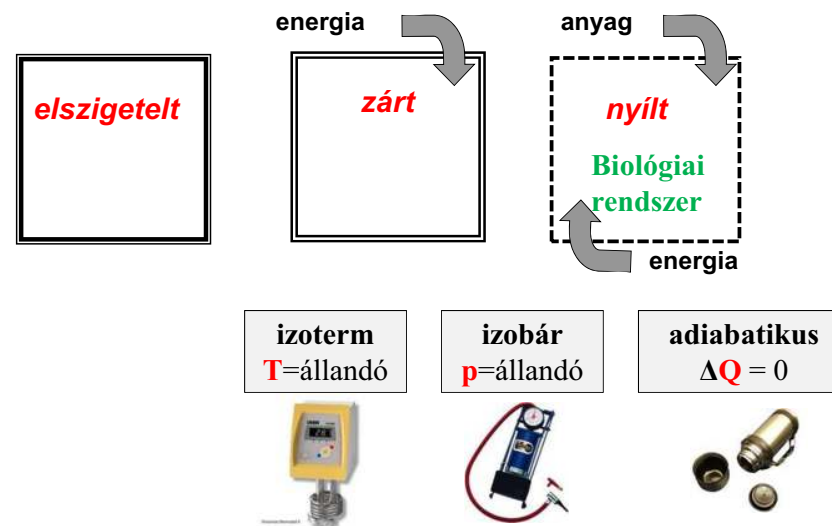 energia
anyag
elszigetelt
zárt
nyílt
Biológiai
rendszer
energia
izoterm
T=állandó
izobár
p=állandó
adiabatikus
ΔQ = 0